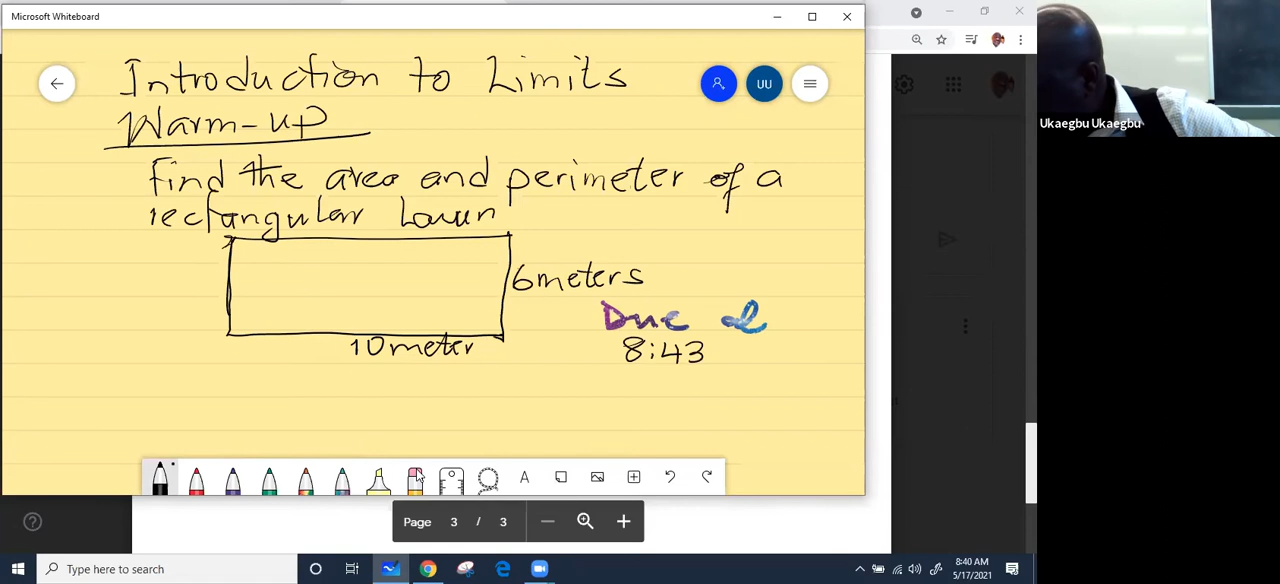 Microsoft Whiteboard
Introduction to Limits
UU
Warm-up
Ukaegbu Ukaegbu
Find the area and perimeter of a
rectangular Lawn
6meters
Due @
8:43
10meter
A
Page 3 / 3
Type here to search
8:40 AM
5/17/2021